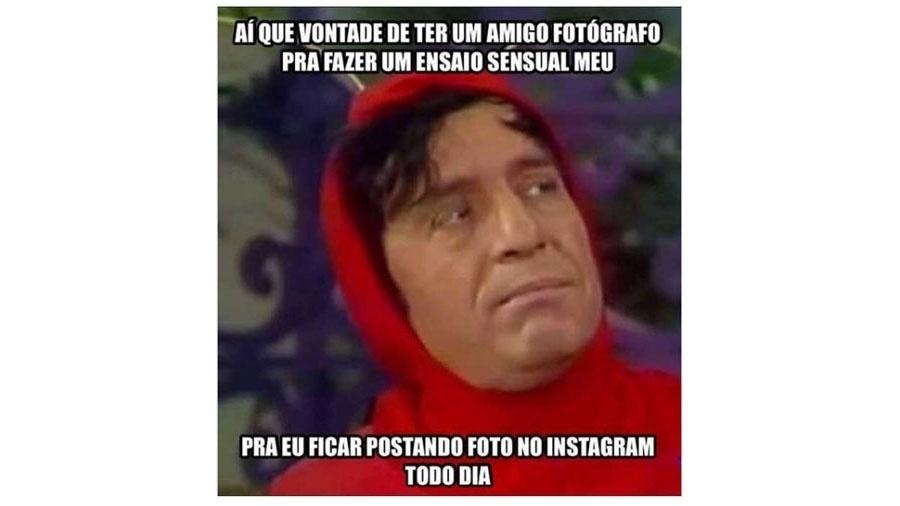 AÍ QUE VONTADE DE TER UM AMIGO FOTÓGRAFO
PRA FAZER UM ENSAIO SENSUAL MEU
PRA EU FICAR POSTANDO FOTO NO INSTAGRAM
TODO DIA